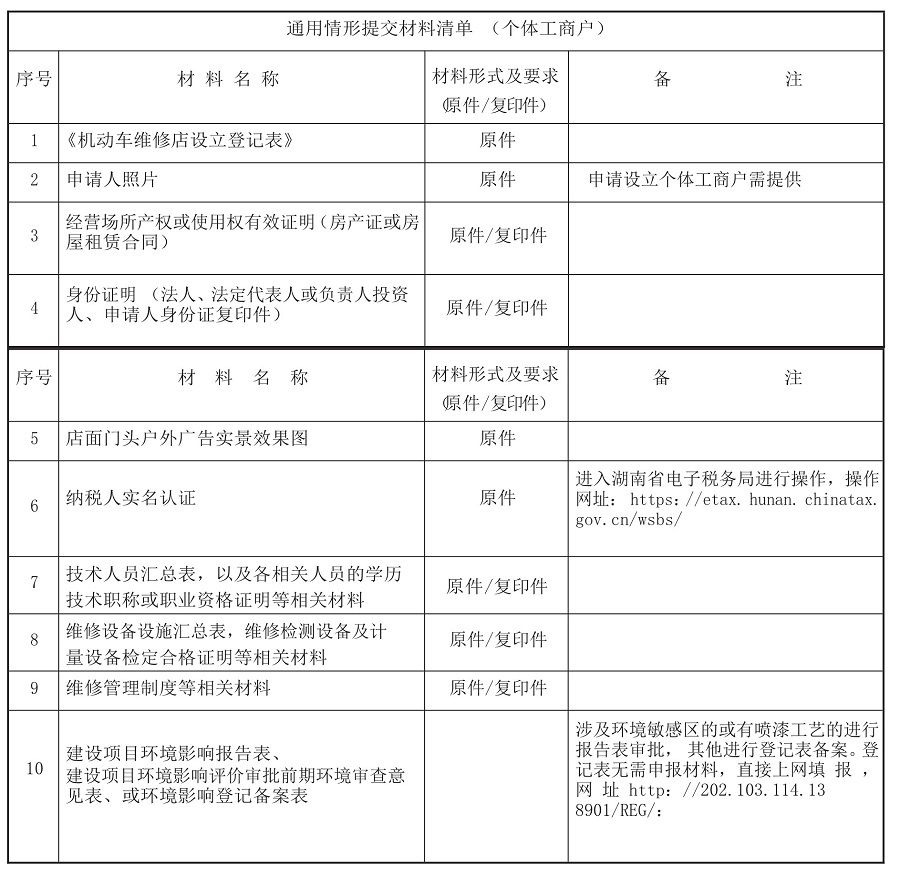 通用情形提交材料清单 （个体工商户）
序号 材 料 名 称 材料形式及要求 备 注
（原件/复印件）
1 《机动车维修店设立登记表》 原件
2 申请人照片 原件 申请设立个体工商户需提供
3 经营场所产权或使用权有效证明（房产证或房 原件/复印件
屋租赁合同）
4 身份证明 （法人、法定代表人或负责人投资 原件/复印件
人、申请人身份证复印件）
序号 材 料 名 称 材料形式及要求 备 注
（原件/复印件）
5 店面门头户外广告实景效果图 原件
6 纳税人实名认证 原件 进入湖南省电子税务局进行操作，操作
网址：https：//etax.hunan.chinatax.
gov.cn/wsbs/
7 技术人员汇总表，以及各相关人员的学历 原件/复印件
技术职称或职业资格证明等相关材料
8 维修设备设施汇总表，维修检测设备及计 原件/复印件
量设备检定合格证明等相关材料
9 维修管理制度等相关材料 原件/复印件
10 建设项目环境影响报告表、
建设项目环境影响评价审批前期环境审查意
见表、或环境影响登记备案表
涉及环境敏感区的或有喷漆工艺的进行
报告表审批， 其他进行登记表备案。登
记表无需申报材料，直接上网填 报 ，
网 址 http：//202.103.114.13
8901/REG/：